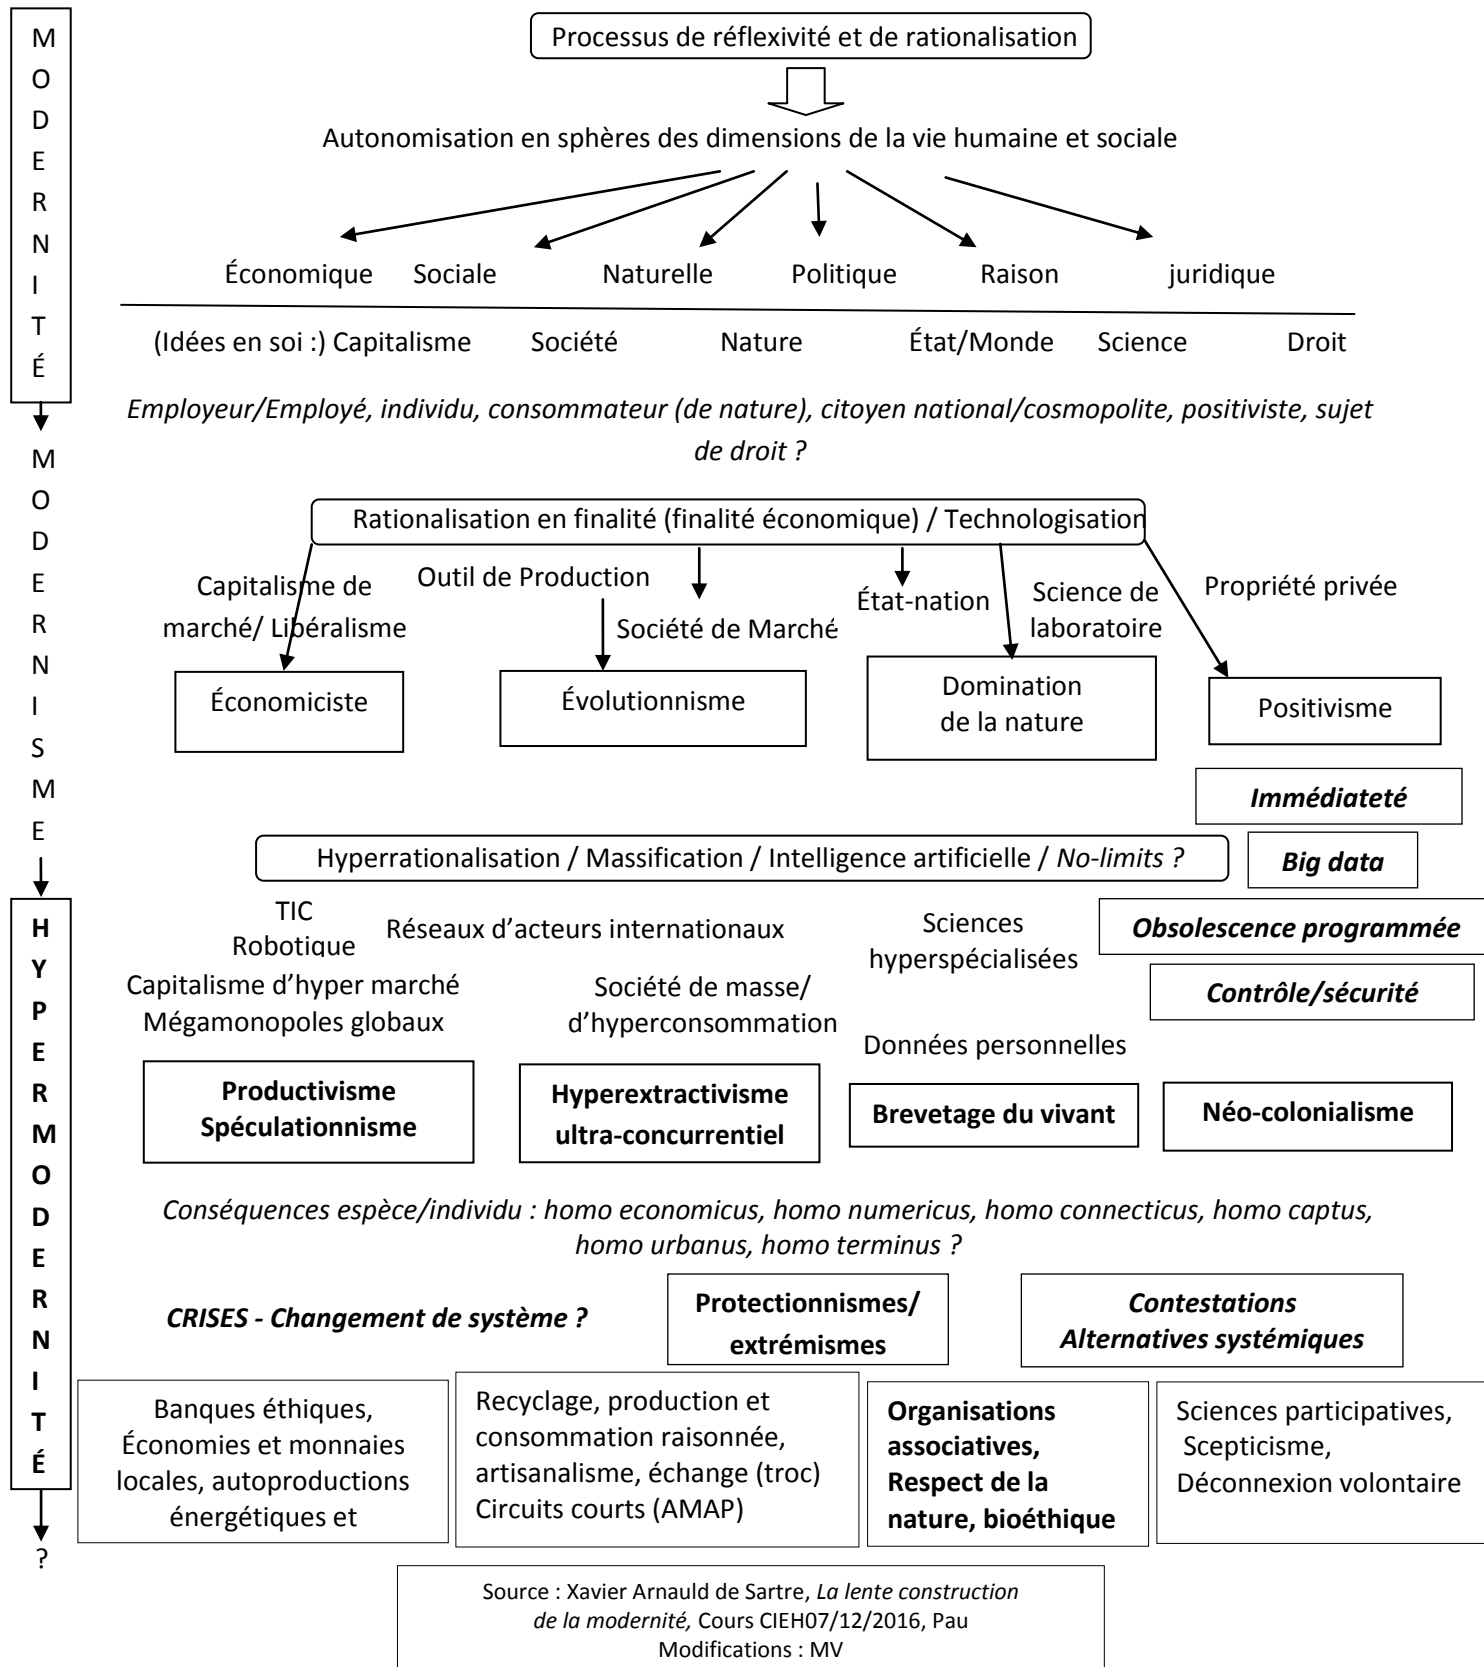 MODERNITÉ
Processus de réflexivité et de rationalisation
Autonomisation en sphères des dimensions de la vie humaine et sociale
Économique Sociale Naturelle Politique Raison juridique
(Idées en soi :) Capitalisme Société Nature État/Monde Science Droit
Employeur/Employé, individu, consommateur (de nature), citoyen national/cosmopolite, positiviste, sujet
de droit ?
MODERNISME
Rationalisation en finalité (finalité économique) / Technologisation
Capitalisme de
marché/ Libéralisme
Outil de Production
Société de Marché
État-nation
Science de
laboratoire
Propriété privée
Économiciste
Évolutionnisme
Domination
de la nature
Positivisme
Immédiateté
Hyperrationalisation / Massification / Intelligence artificielle / No-limits ?
Big data
HYPERMODERNITÉ
TIC
Robotique
Réseaux d'acteurs internationaux
Sciences
hyperspécialisées
Obsolescence programmée
Contrôle/sécurité
Capitalisme d'hyper marché
Mégamonopoles globaux
Société de masse/
d'hyperconsommation
Données personnelles
Productivisme
Spéculationnisme
Hyperextractivisme
ultra-concurrentiel
Brevetage du vivant
Néo-colonialisme
Conséquences espèce/individu : homo economicus, homo numericus, homo connecticus, homo captus,
homo urbanus, homo terminus ?
CRISES - Changement de système ?
Protectionnismes/
extrémismes
Contestations
Alternatives systémiques
Banques éthiques,
Économies et monnaies
locales, autoproductions
énergétiques et
Recyclage, production et
consommation raisonnée,
artisanalisme, échange (troc)
Circuits courts (AMAP)
Organisations
associatives,
Respect de la
nature, bioéthique
Sciences participatives,
Scepticisme,
Déconnexion volontaire
?
Source : Xavier Arnauld de Sartre, La lente construction
de la modernité, Cours CIEH07/12/2016, Pau
Modifications : MV